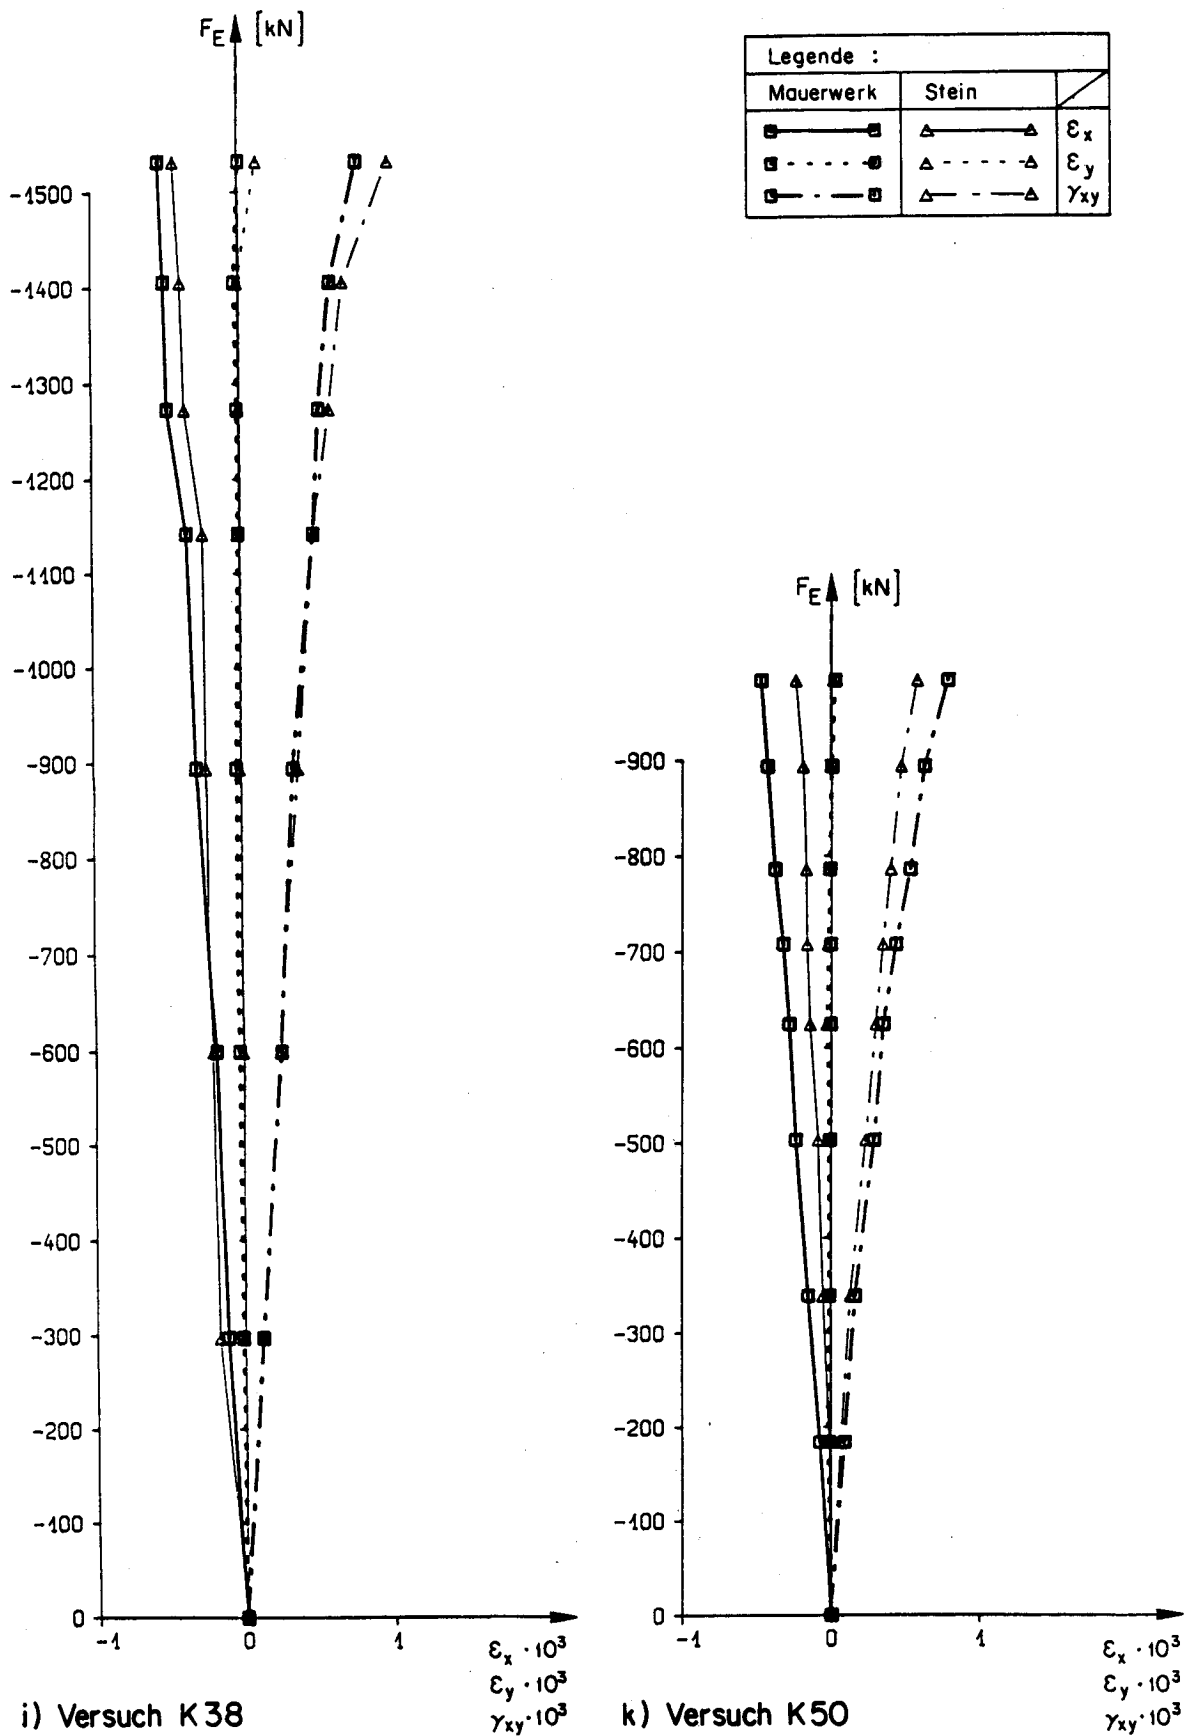 F_E [kN]
-1500
-1400
-1300
-1200
-1100
-1000
-900
-800
-700
-600
-500
-400
-300
-200
-100
0
-1 0 1
ε_x · 10³
ε_y · 10³
γ_xy · 10³
i) Versuch K38
Legende :
Mauerwerk Stein
ε_x
ε_y
γ_xy
F_E [kN]
-900
-800
-700
-600
-500
-400
-300
-200
-100
0
-1 0 1
ε_x · 10³
ε_y · 10³
γ_xy · 10³
k) Versuch K50